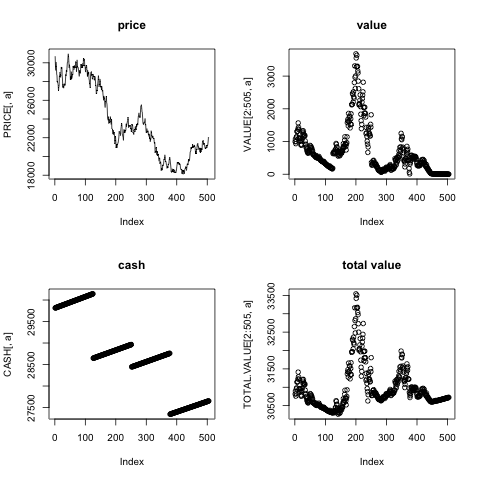 price
PRICE[, a]
30000
26000
22000
18000
0 100 200 300 400 500
Index
value
VALUE[2:505, a]
3000
2000
1000
0
0 100 200 300 400 500
Index
cash
CASH[, a]
29500
28500
27500
0 100 200 300 400 500
Index
total value
TOTAL.VALUE[2:505, a]
33500
32500
31500
30500
0 100 200 300 400 500
Index